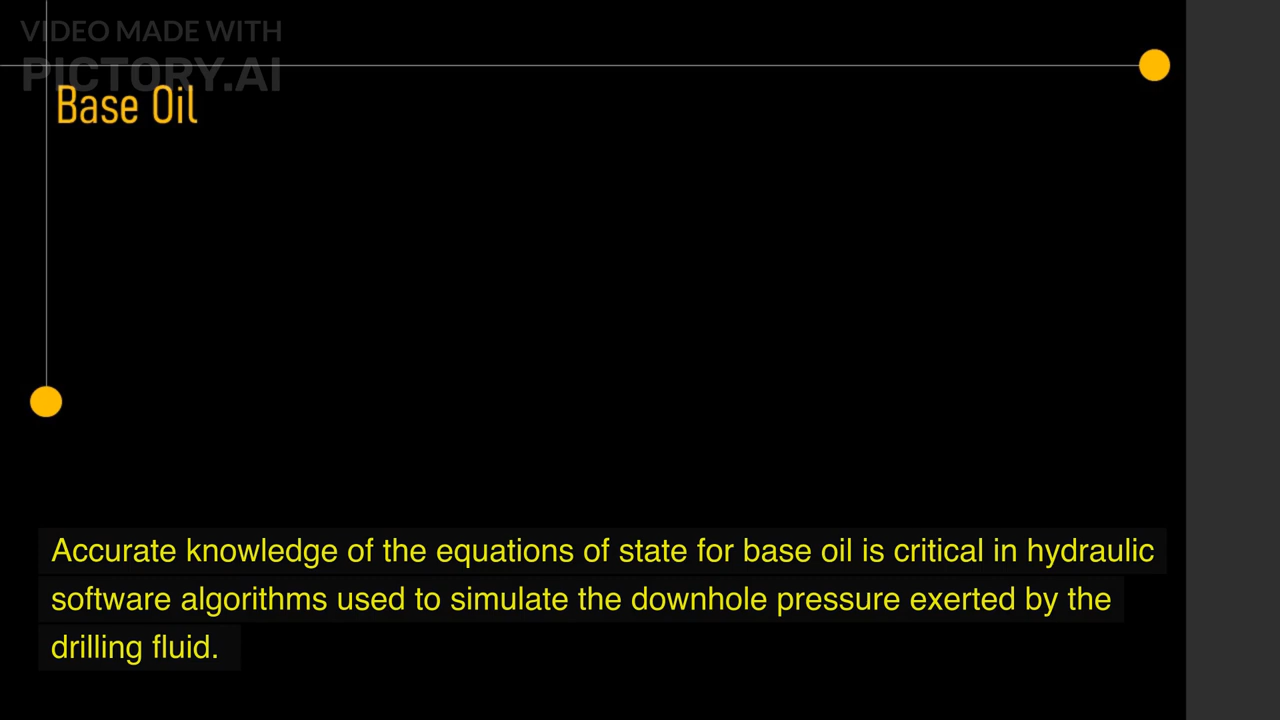 VIDEO MADE WITH
PICTORY.AI
Base Oil
Accurate knowledge of the equations of state for base oil is critical in hydraulic
software algorithms used to simulate the downhole pressure exerted by the
drilling fluid.